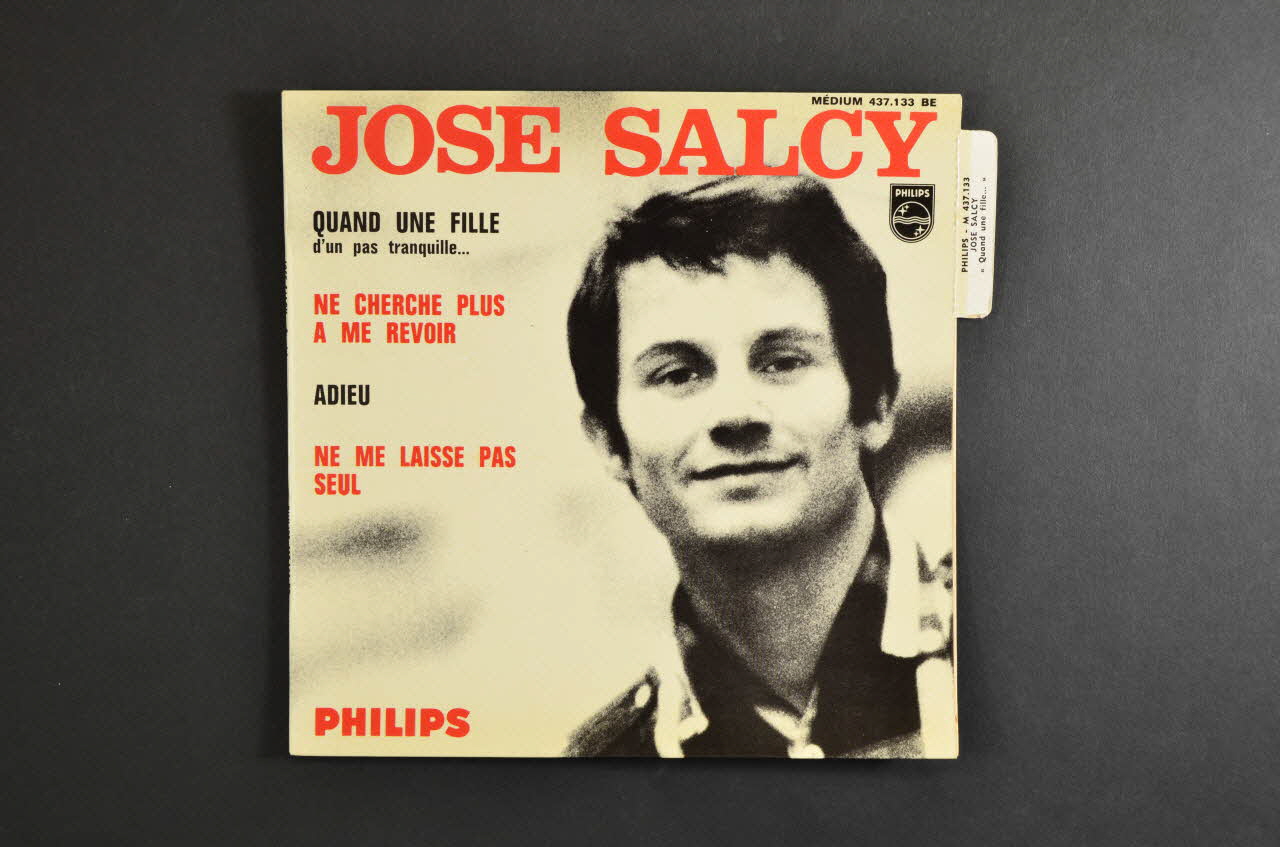 MÉDIUM 437.133 BE
JOSE SALCY
PHILIPS
QUAND UNE FILLE
d'un pas tranquille...
NE CHERCHE PLUS
A ME REVOIR
ADIEU
NE ME LAISSE PAS
SEUL
PHILIPS
PHILIPS - M 437.133
JOSE SALCY
" Quand une fille... "